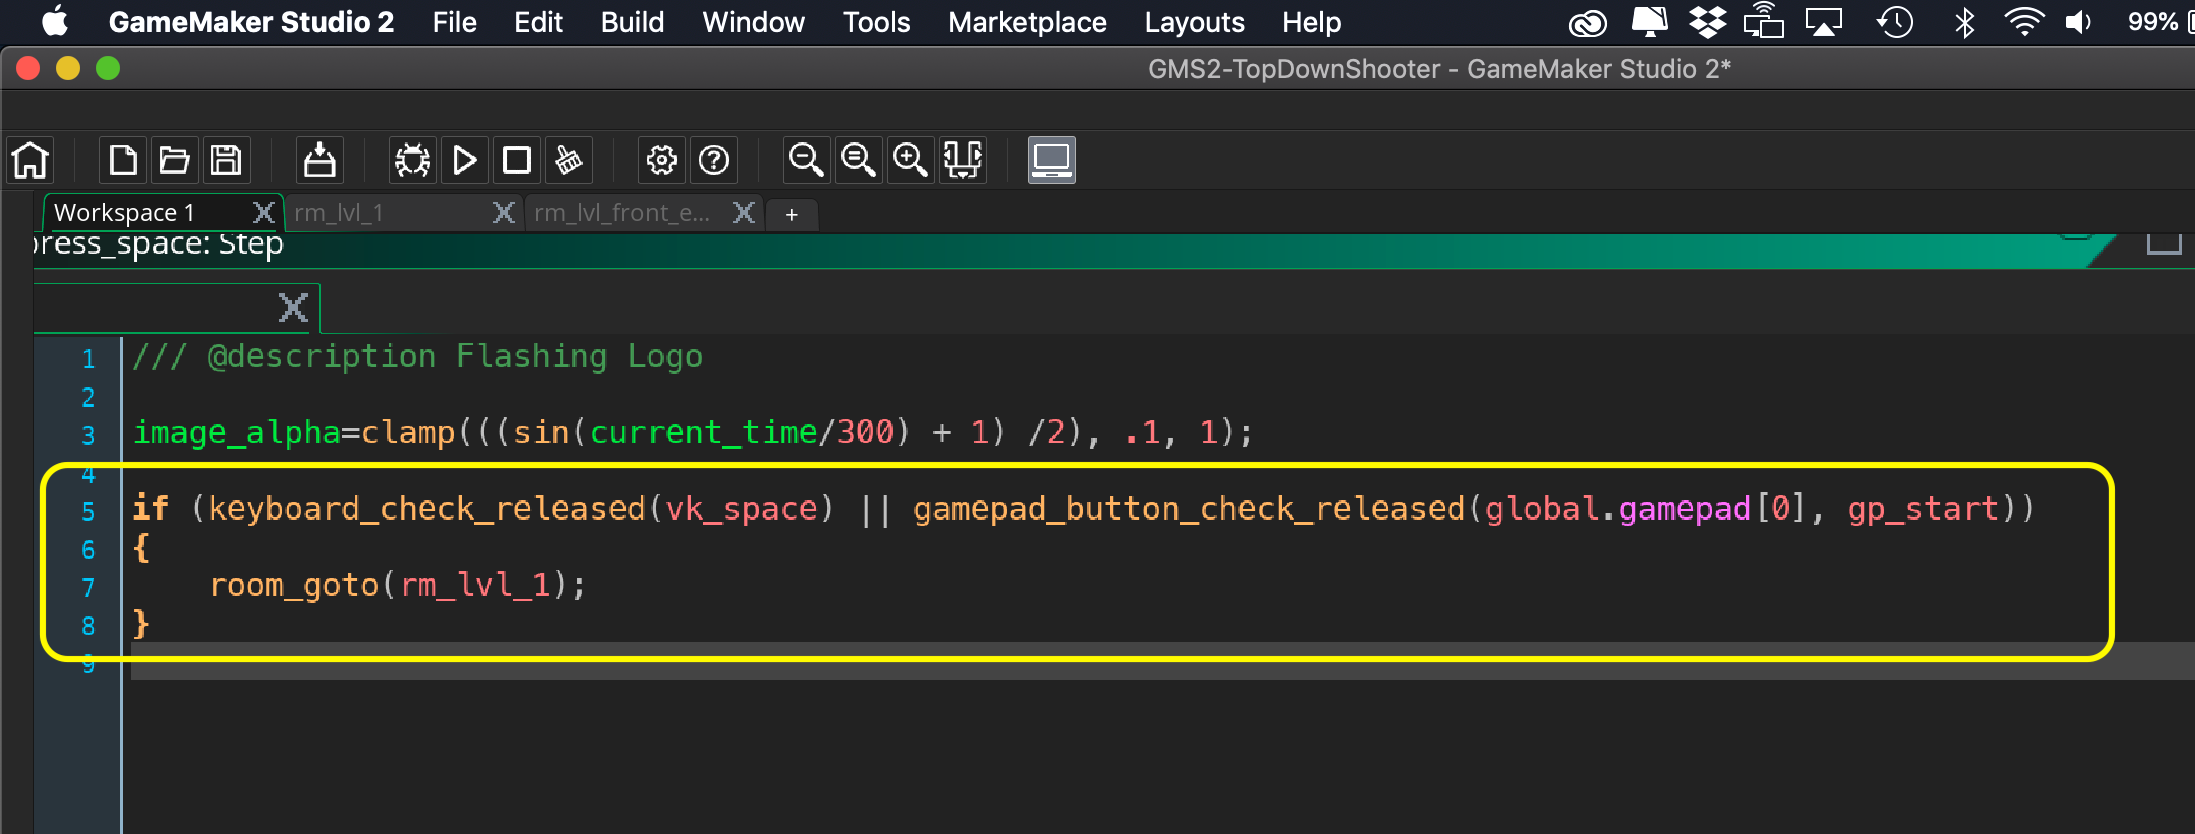 GameMaker Studio 2 File Edit Build Window Tools Marketplace Layouts Help 99%
GMS2-TopDownShooter - GameMaker Studio 2*
Workspace 1 rm_lvl_1 rm_lvl_front_e... +
press_space: Step
1 /// @description Flashing Logo
2
3 image_alpha=clamp(((sin(current_time/300) + 1) /2), .1, 1);
4
5 if (keyboard_check_released(vk_space) || gamepad_button_check_released(global.gamepad[0], gp_start))
6 {
7 room_goto(rm_lvl_1);
8 }
9